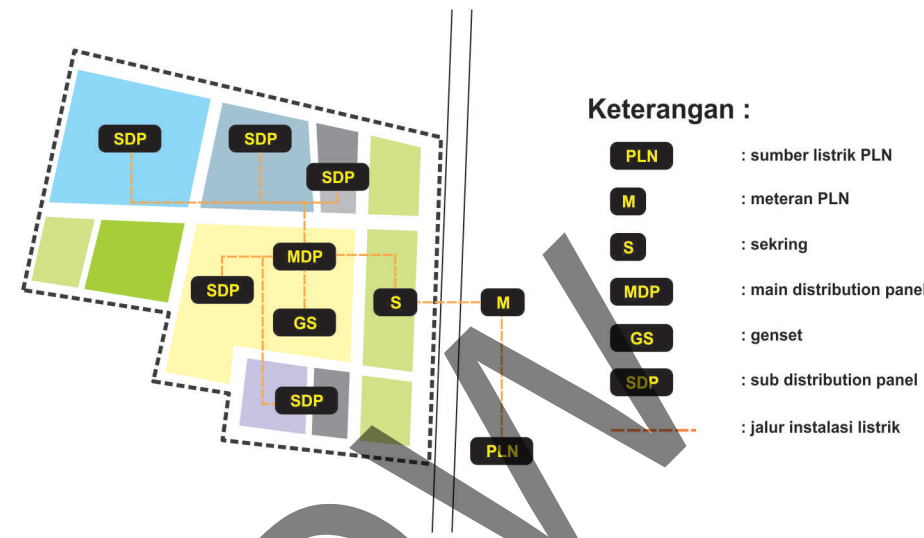 SDP
SDP
SDP
MDP
SDP
S
M
GS
SDP
PLN
Keterangan :
PLN : sumber listrik PLN
M : meteran PLN
S : sekring
MDP : main distribution panel
GS : genset
SDP : sub distribution panel
: jalur instalasi listrik